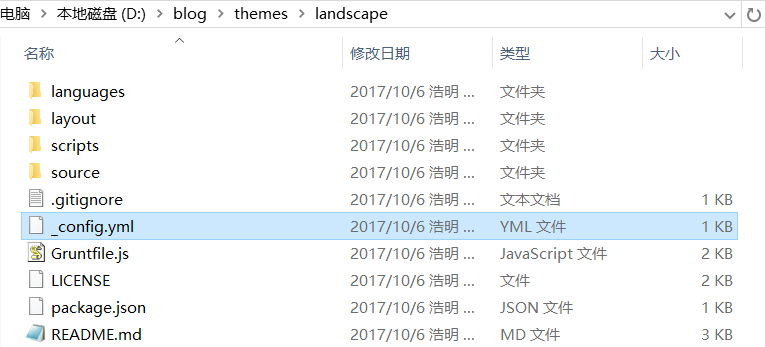 电脑 > 本地磁盘 (D:) > blog > themes > landscape
名称 修改日期 类型 大小
languages 2017/10/6 浩明 ... 文件夹
layout 2017/10/6 浩明 ... 文件夹
scripts 2017/10/6 浩明 ... 文件夹
source 2017/10/6 浩明 ... 文件夹
.gitignore 2017/10/6 浩明 ... 文本文档 1 KB
_config.yml 2017/10/6 浩明 ... YML 文件 1 KB
Gruntfile.js 2017/10/6 浩明 ... JavaScript 文件 2 KB
LICENSE 2017/10/6 浩明 ... 文件 2 KB
package.json 2017/10/6 浩明 ... JSON 文件 1 KB
README.md 2017/10/6 浩明 ... MD 文件 3 KB